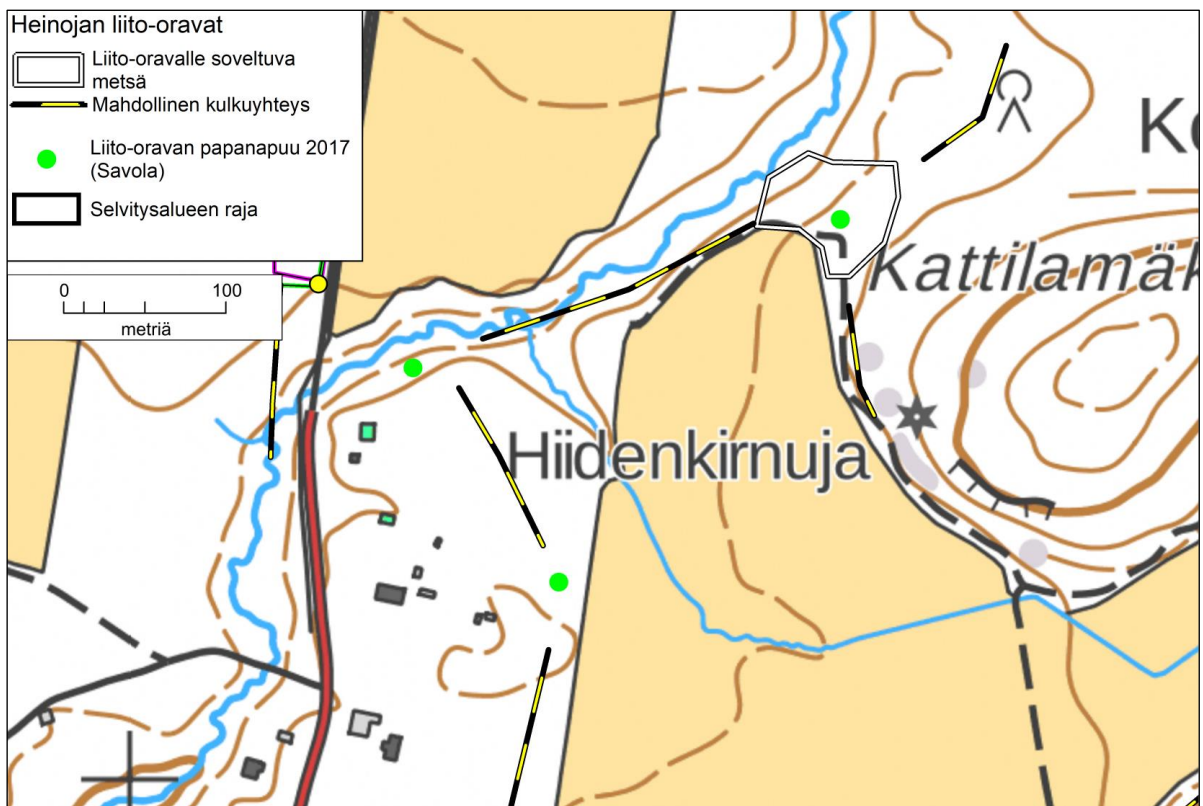 Heinojan liito-oravat
Liito-oravalle soveltuva
metsä
Mahdollinen kulkuyhteys
Liito-oravan papanapuu 2017
(Savola)
Selvitysalueen raja
0 100
metriä
Ko
Kattilamäk
Hiidenkirnuja